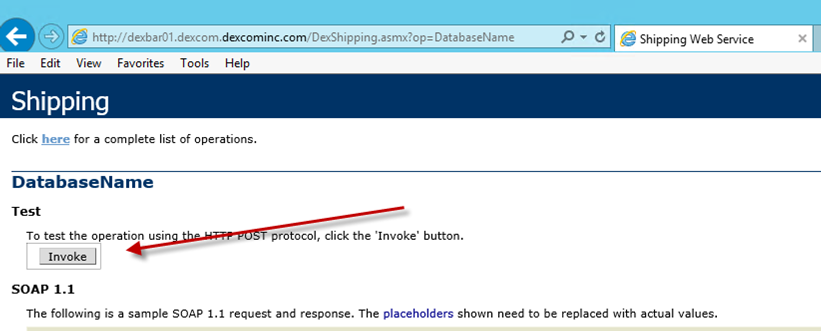 http://dexbar01.dexcom.dexcominc.com/DexShipping.asmx?op=DatabaseName
Shipping Web Service
File Edit View Favorites Tools Help
Shipping
Click here for a complete list of operations.
DatabaseName
Test
To test the operation using the HTTP POST protocol, click the 'Invoke' button.
Invoke
SOAP 1.1
The following is a sample SOAP 1.1 request and response. The placeholders shown need to be replaced with actual values.